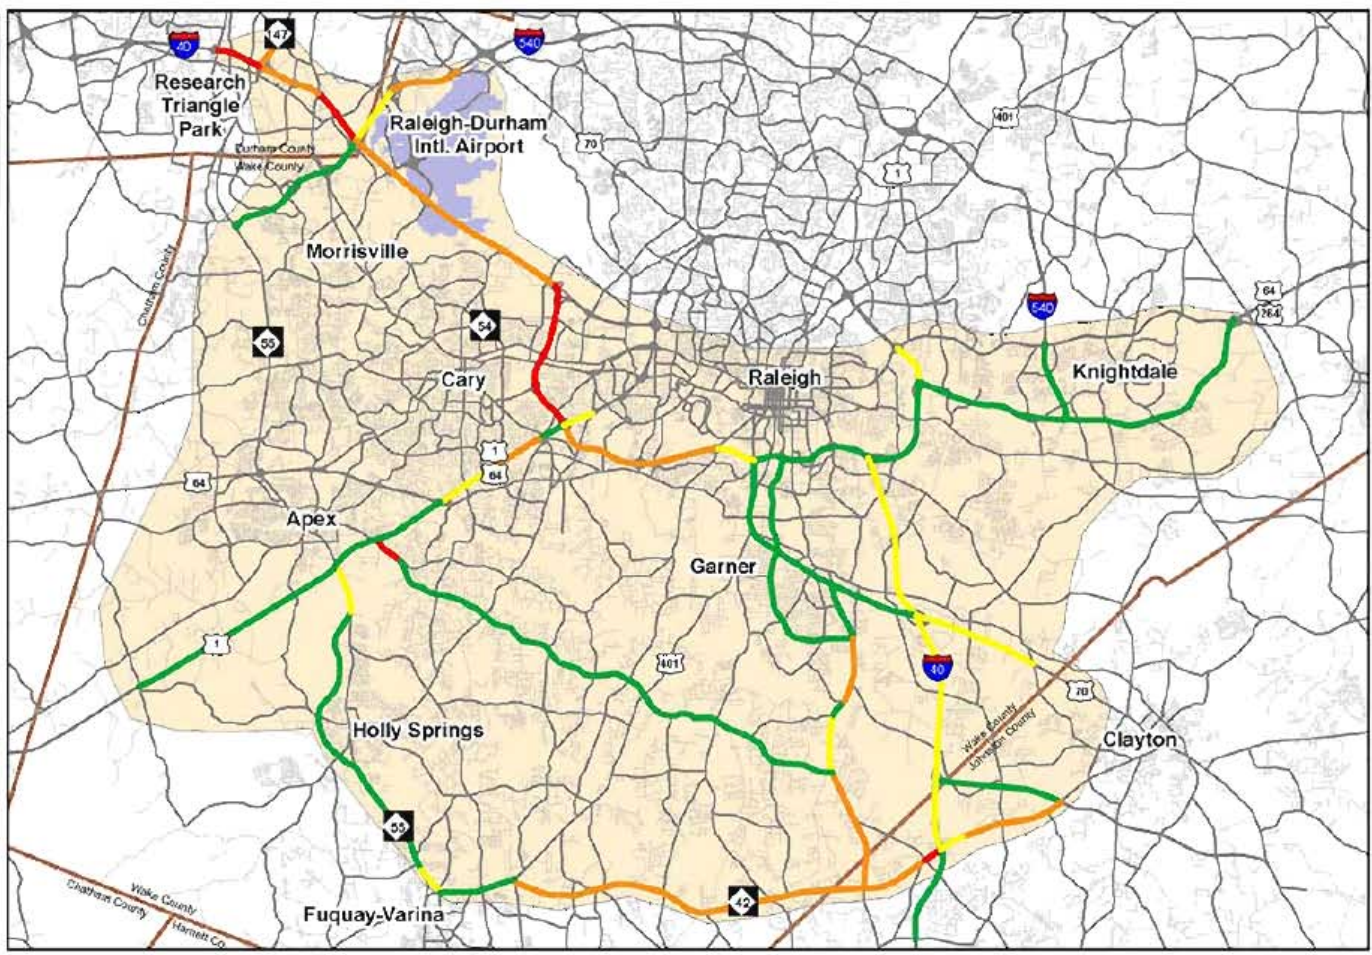 147
40
540
Research
Triangle
Park
Raleigh-Durham
Intl. Airport
401
70
Durham County
Wake County
1
Morrisville
Chatham County
64
264
540
54
55
Cary
Raleigh
Knightdale
1
64
64
Apex
Garner
1
401
40
70
Wake County
Johnston County
Holly Springs
Clayton
55
42
Wake County
Chatham County
Fuquay-Varina
Harnett Co